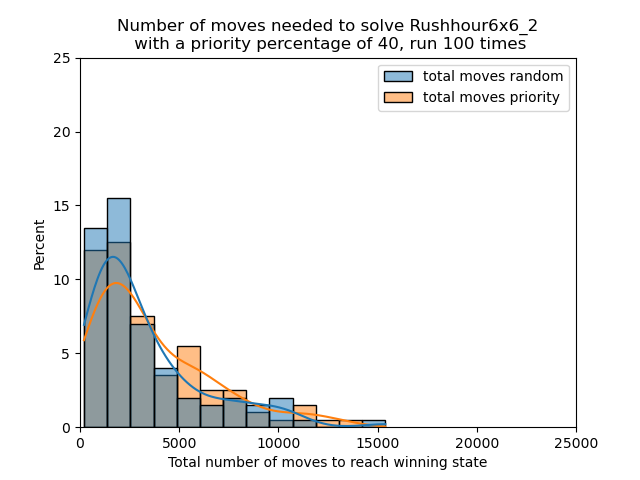 Number of moves needed to solve Rushhour6x6_2
with a priority percentage of 40, run 100 times
total moves random
total moves priority
Percent
25
20
15
10
5
0
0 5000 10000 15000 20000 25000
Total number of moves to reach winning state